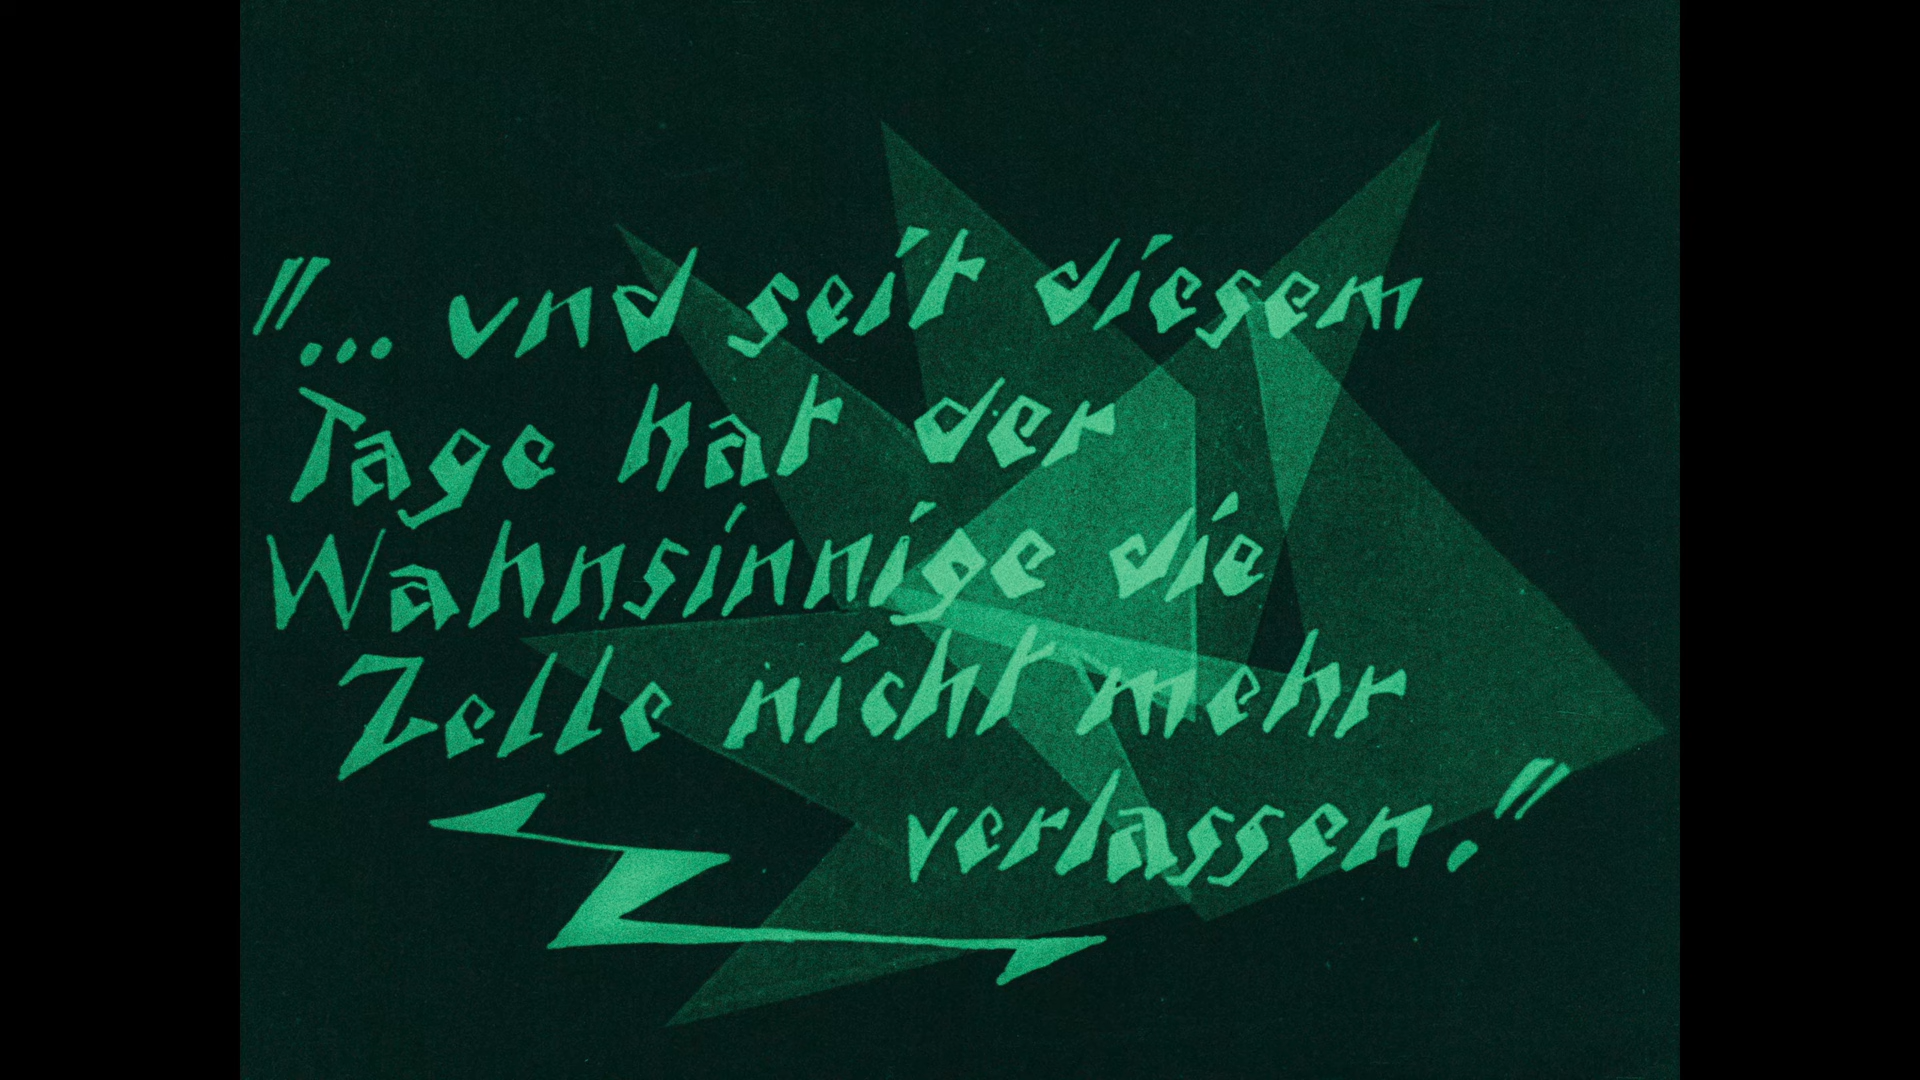 "... und seit diesem
Tage hat der
Wahnsinnige die
Zelle nicht mehr
verlassen."